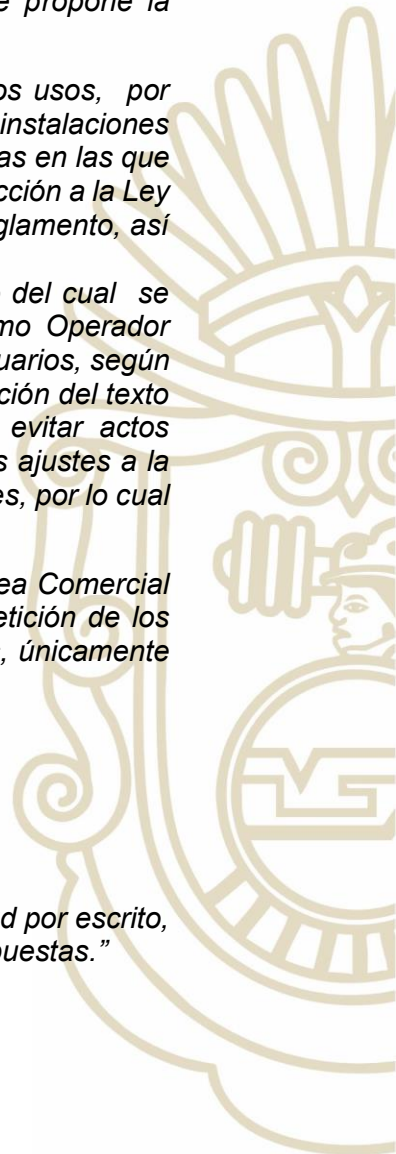 e propone la
os usos, por
instalaciones
as en las que
cción a la Ley
glamento, así
del cual se
mo Operador
uarios, según
ción del texto
evitar actos
s ajustes a la
es, por lo cual
ea Comercial
etición de los
, únicamente
d por escrito,
puestas.”